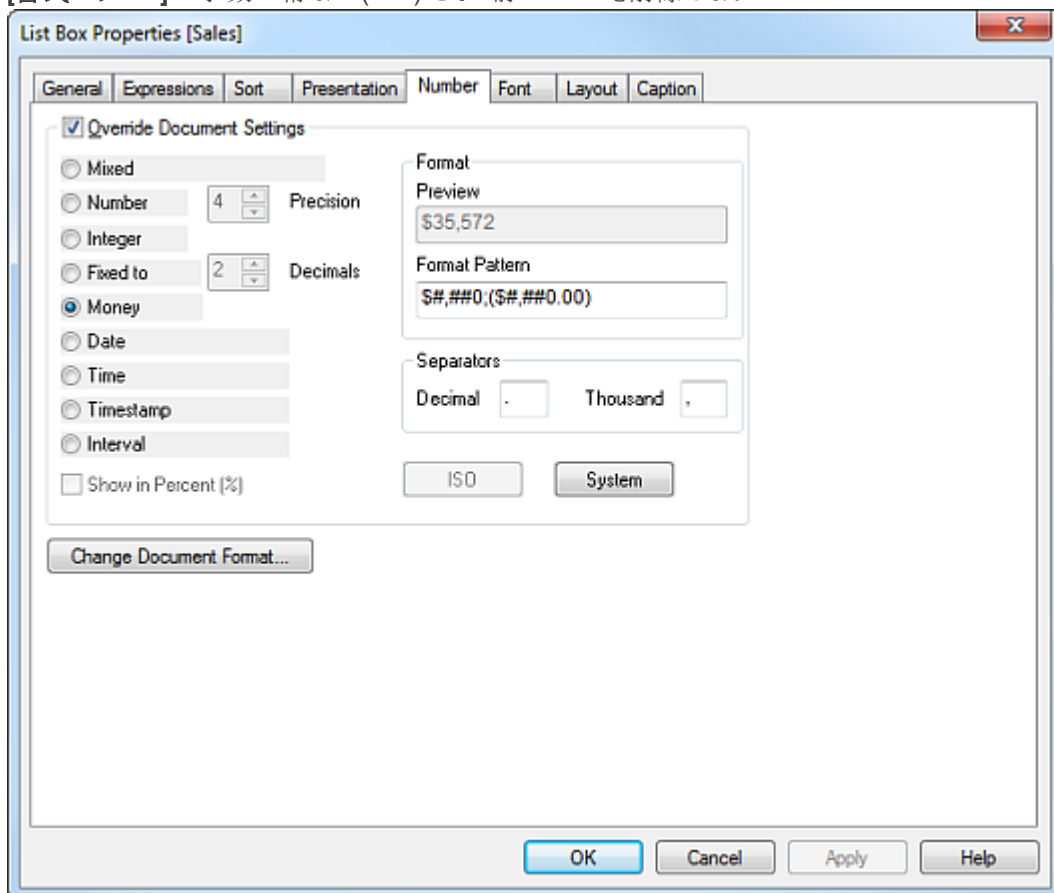 List Box Properties [Sales]
General Expressions Sort Presentation Number Font Layout Caption
Override Document Settings
Mixed
Number 4 Precision
Integer
Fixed to 2 Decimals
Money
Date
Time
Timestamp
Interval
Show in Percent (%)
Format
Preview
$35,572
Format Pattern
$#,##0;($#,##0.00)
Separators
Decimal . Thousand ,
ISO System
Change Document Format...
OK Cancel Apply Help